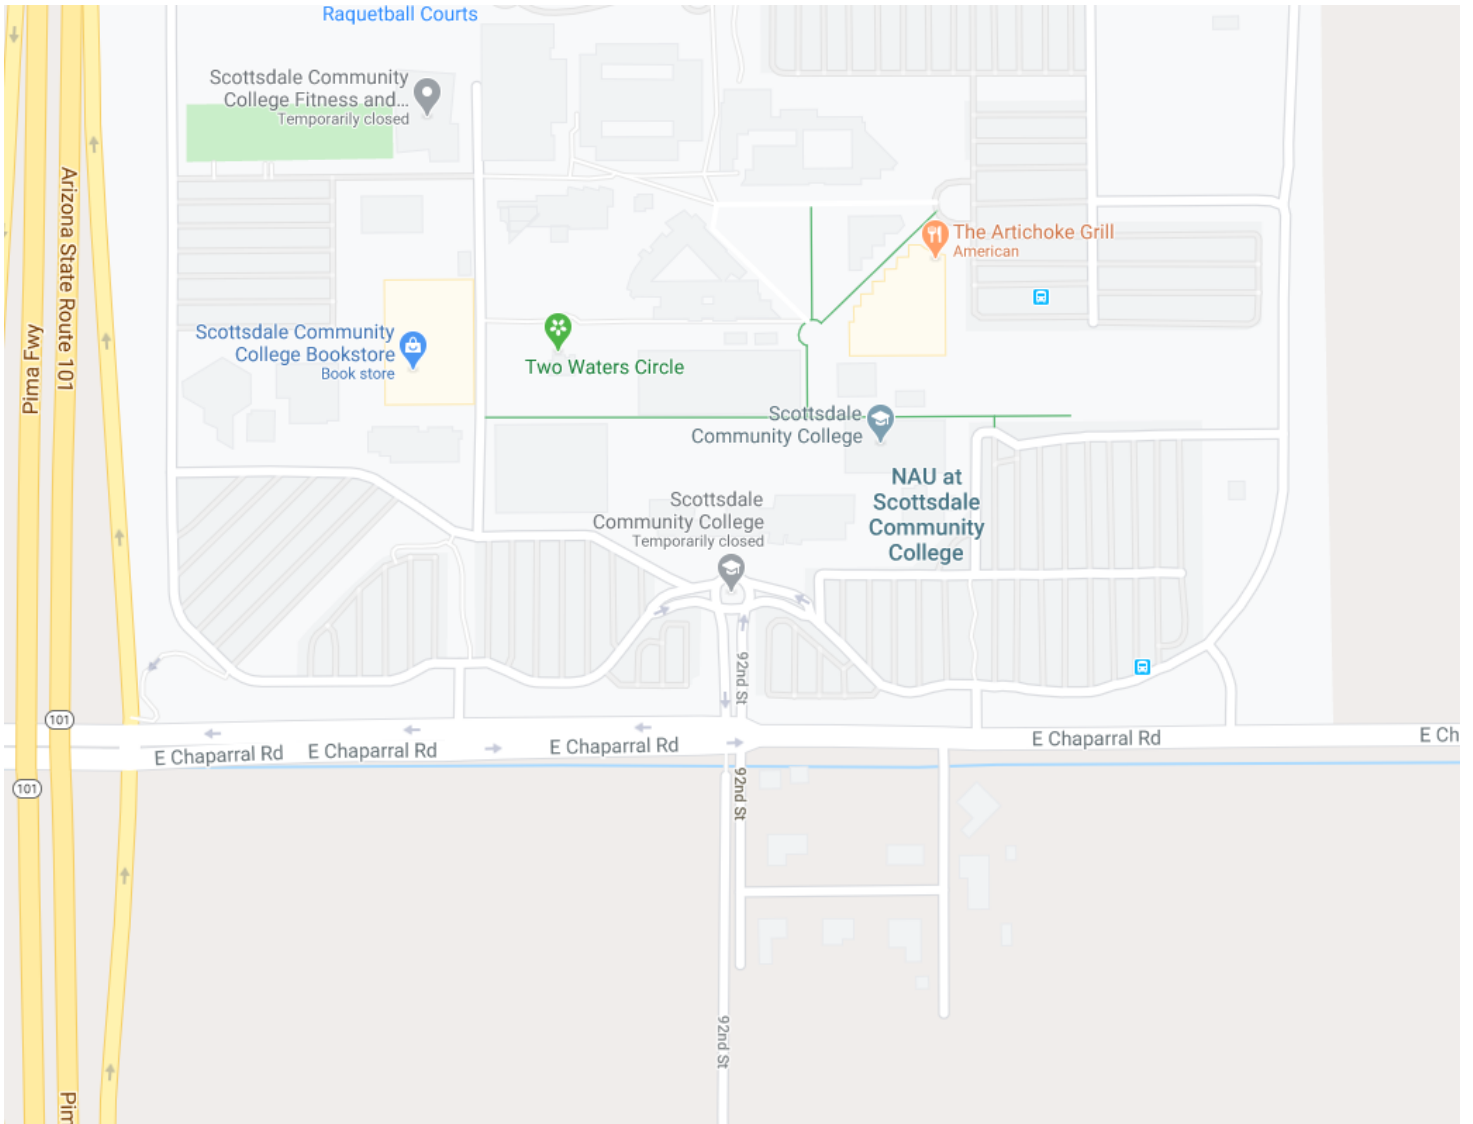 Raquetball Courts
Scottsdale Community
College Fitness and...
Temporarily closed
Arizona State Route 101
Pima Fwy
The Artichoke Grill
American
Scottsdale Community
College Bookstore
Book store
Two Waters Circle
Scottsdale
Community College
NAU at
Scottsdale
Community
College
Scottsdale
Community College
Temporarily closed
92nd St
101
E Chaparral Rd
E Chaparral Rd
E Chaparral Rd
E Chaparral Rd
E Ch
101
92nd St
92nd St
Pim